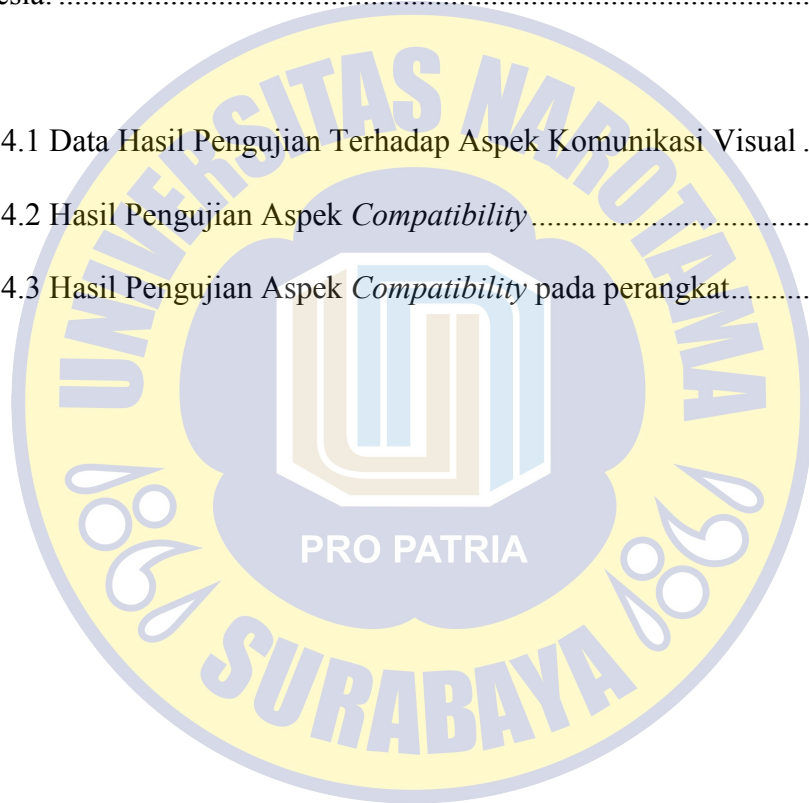 esia.
4.1 Data Hasil Pengujian Terhadap Aspek Komunikasi Visual .
4.2 Hasil Pengujian Aspek Compatibility..................................
4.3 Hasil Pengujian Aspek Compatibility pada perangkat..........
UNIVERSITAS NAROTAMA
PRO PATRIA
SURABAYA